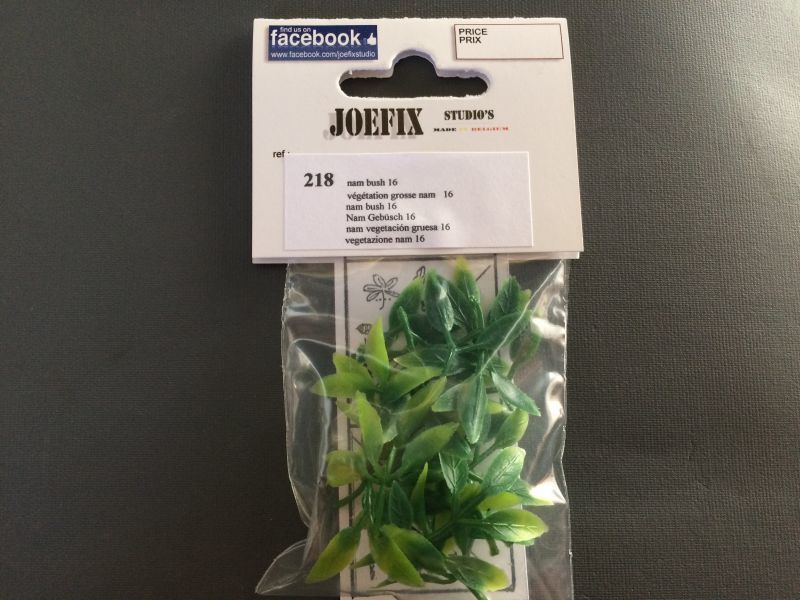 find us on
facebook
www.facebook.com/joefixstudio
PRICE
PRIX
JOEFIX STUDIO'S
MADE IN BELGIUM
ref :
218 nam bush 16
végétation grosse nam 16
nam bush 16
Nam Gebüsch 16
nam vegetación gruesa 16
vegetazione nam 16